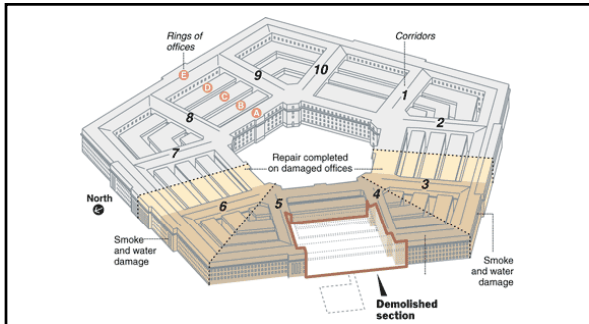 Rings of
offices
Corridors
E
D
C
B
A
10
9
8
7
1
2
Repair completed
on damaged offices
North
3
4
5
6
Smoke
and water
damage
Smoke
and water
damage
Demolished
section